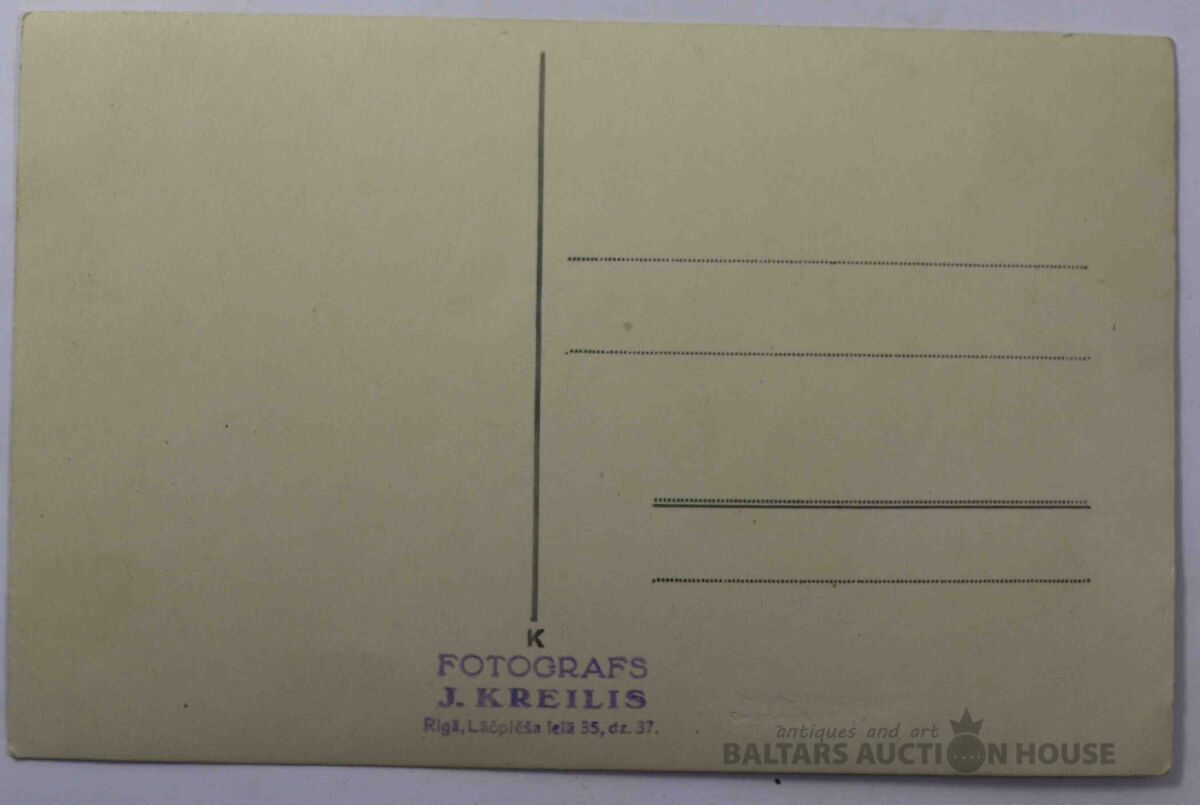 K
FOTOGRAFS
J. KREILIS
Rīgā, Lāčplēša ielā 35, dz. 37.
antiques and art
BALTARS AUCTION HOUSE